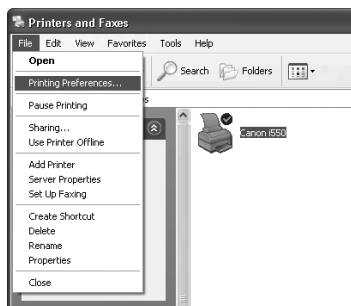 Printers and Faxes
File Edit View Favorites Tools Help
Open
Printing Preferences...
Pause Printing
Sharing...
Use Printer Offline
Add Printer
Server Properties
Set Up Faxing
Create Shortcut
Delete
Rename
Properties
Close
Search Folders
Canon i550